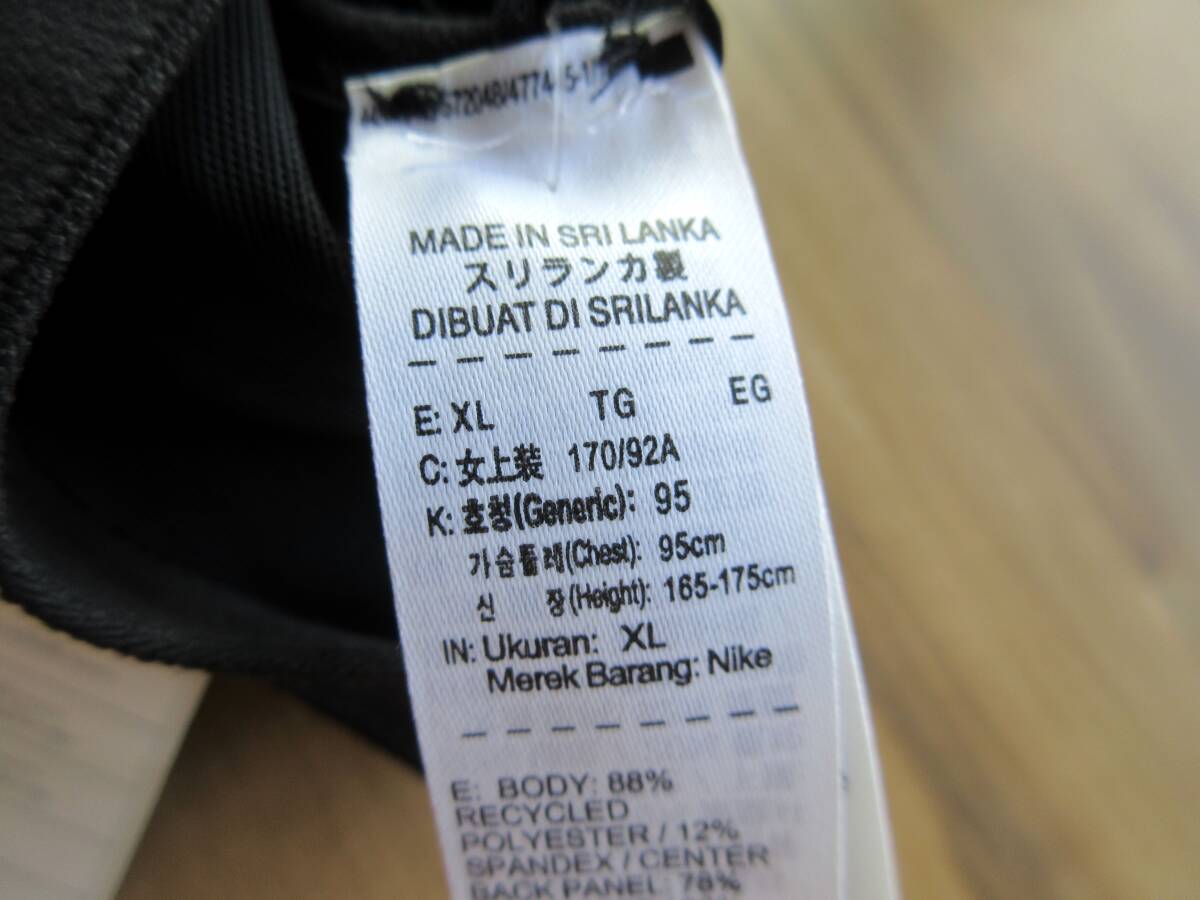 572048/4774
MADE IN SRI LANKA
スリランカ製
DIBUAT DI SRILANKA
E: XL TG EG
C: 女上装 170/92A
K: 호칭(Generic): 95
가슴둘레(Chest): 95cm
신 장(Height): 165-175cm
IN: Ukuran: XL
Merek Barang: Nike
E: BODY: 88%
RECYCLED
POLYESTER / 12%
SPANDEX / CENTER
BACK PANEL: 78%